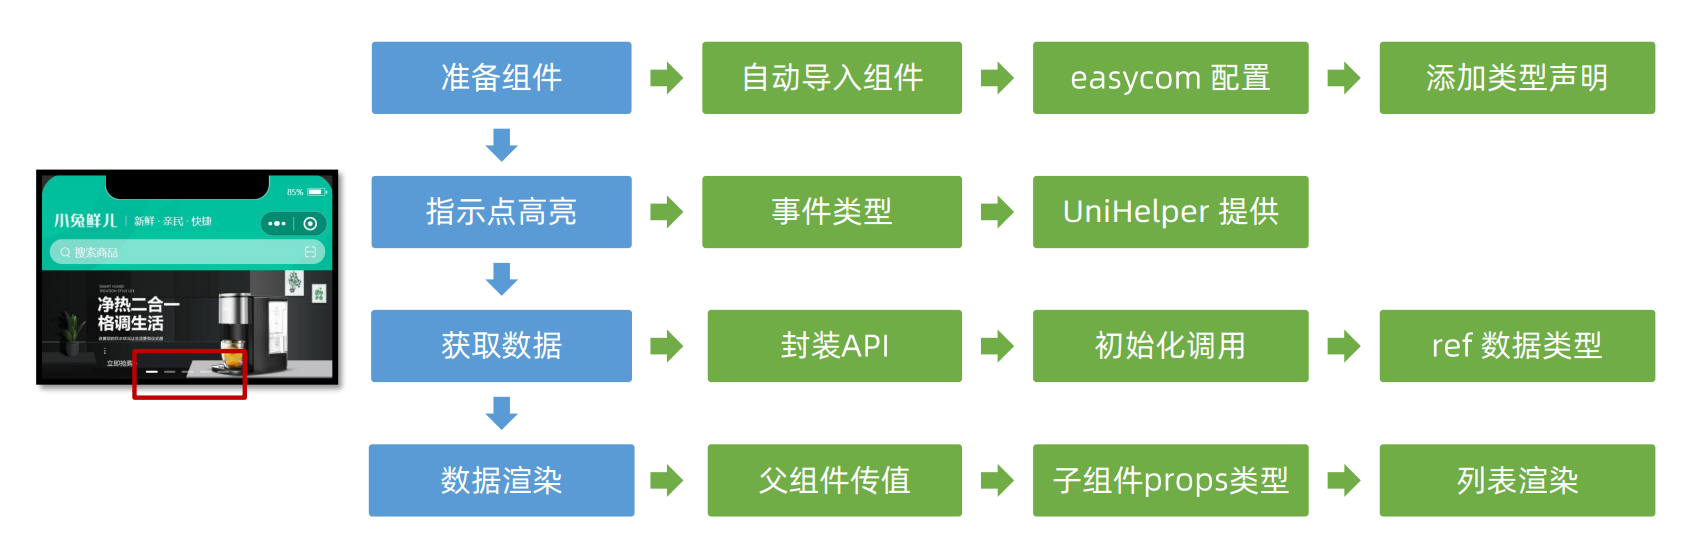 准备组件
自动导入组件
easycom 配置
添加类型声明
指示点高亮
事件类型
UniHelper 提供
获取数据
封装API
初始化调用
ref 数据类型
数据渲染
父组件传值
子组件props类型
列表渲染
85%
小兔鲜儿
新鲜·亲民·快捷
搜索商品
净热二合一
格调生活
立即抢购